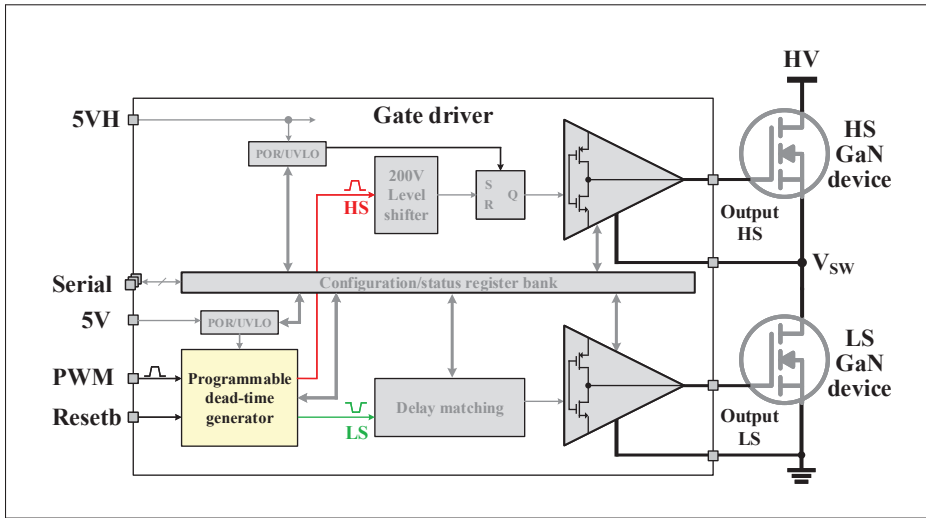 HV
Gate driver
5VH
HS
GaN
device
POR/UVLO
200V
Level
shifter
S
R
Q
HS
Output
HS
VSW
Serial
Configuration/status register bank
5V
POR/UVLO
LS
GaN
device
PWM
Programmable
dead-time
generator
Resetb
Delay matching
LS
Output
LS